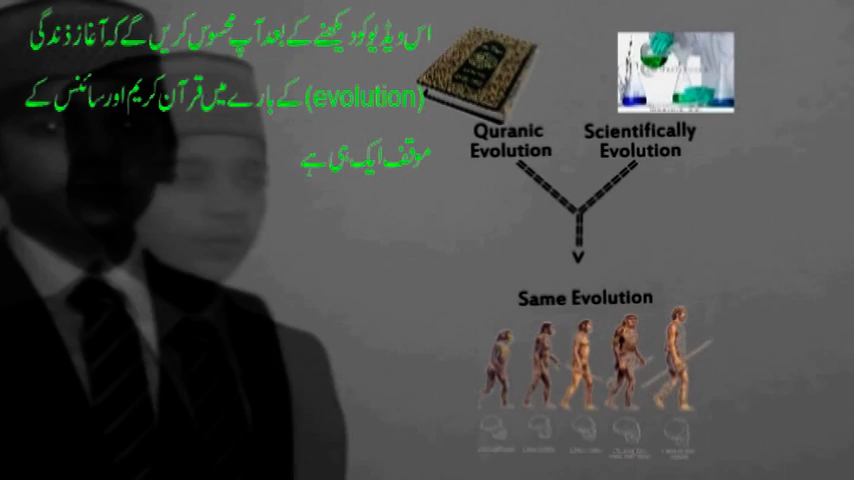 اس ویڈیو کو دیکھنے کے بعد آپ محسوس کریں گے کہ آغاز زندگی
(evolution) کے بارے میں قرآن کریم اور سائنس کے
موقف ایک ہی ہے
Quranic
Evolution
Scientifically
Evolution
Same Evolution